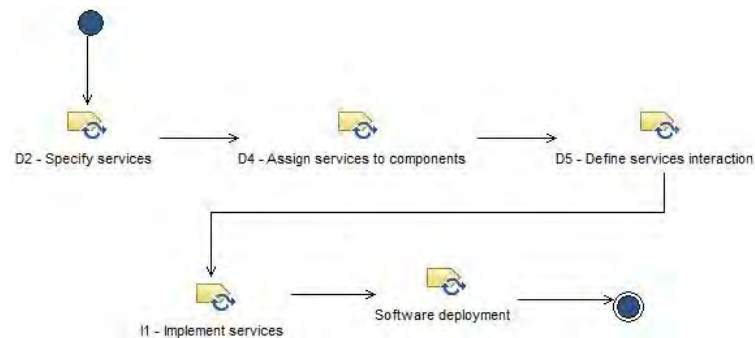 D2 - Specify services
D4 - Assign services to components
D5 - Define services interaction
I1 - Implement services
Software deployment